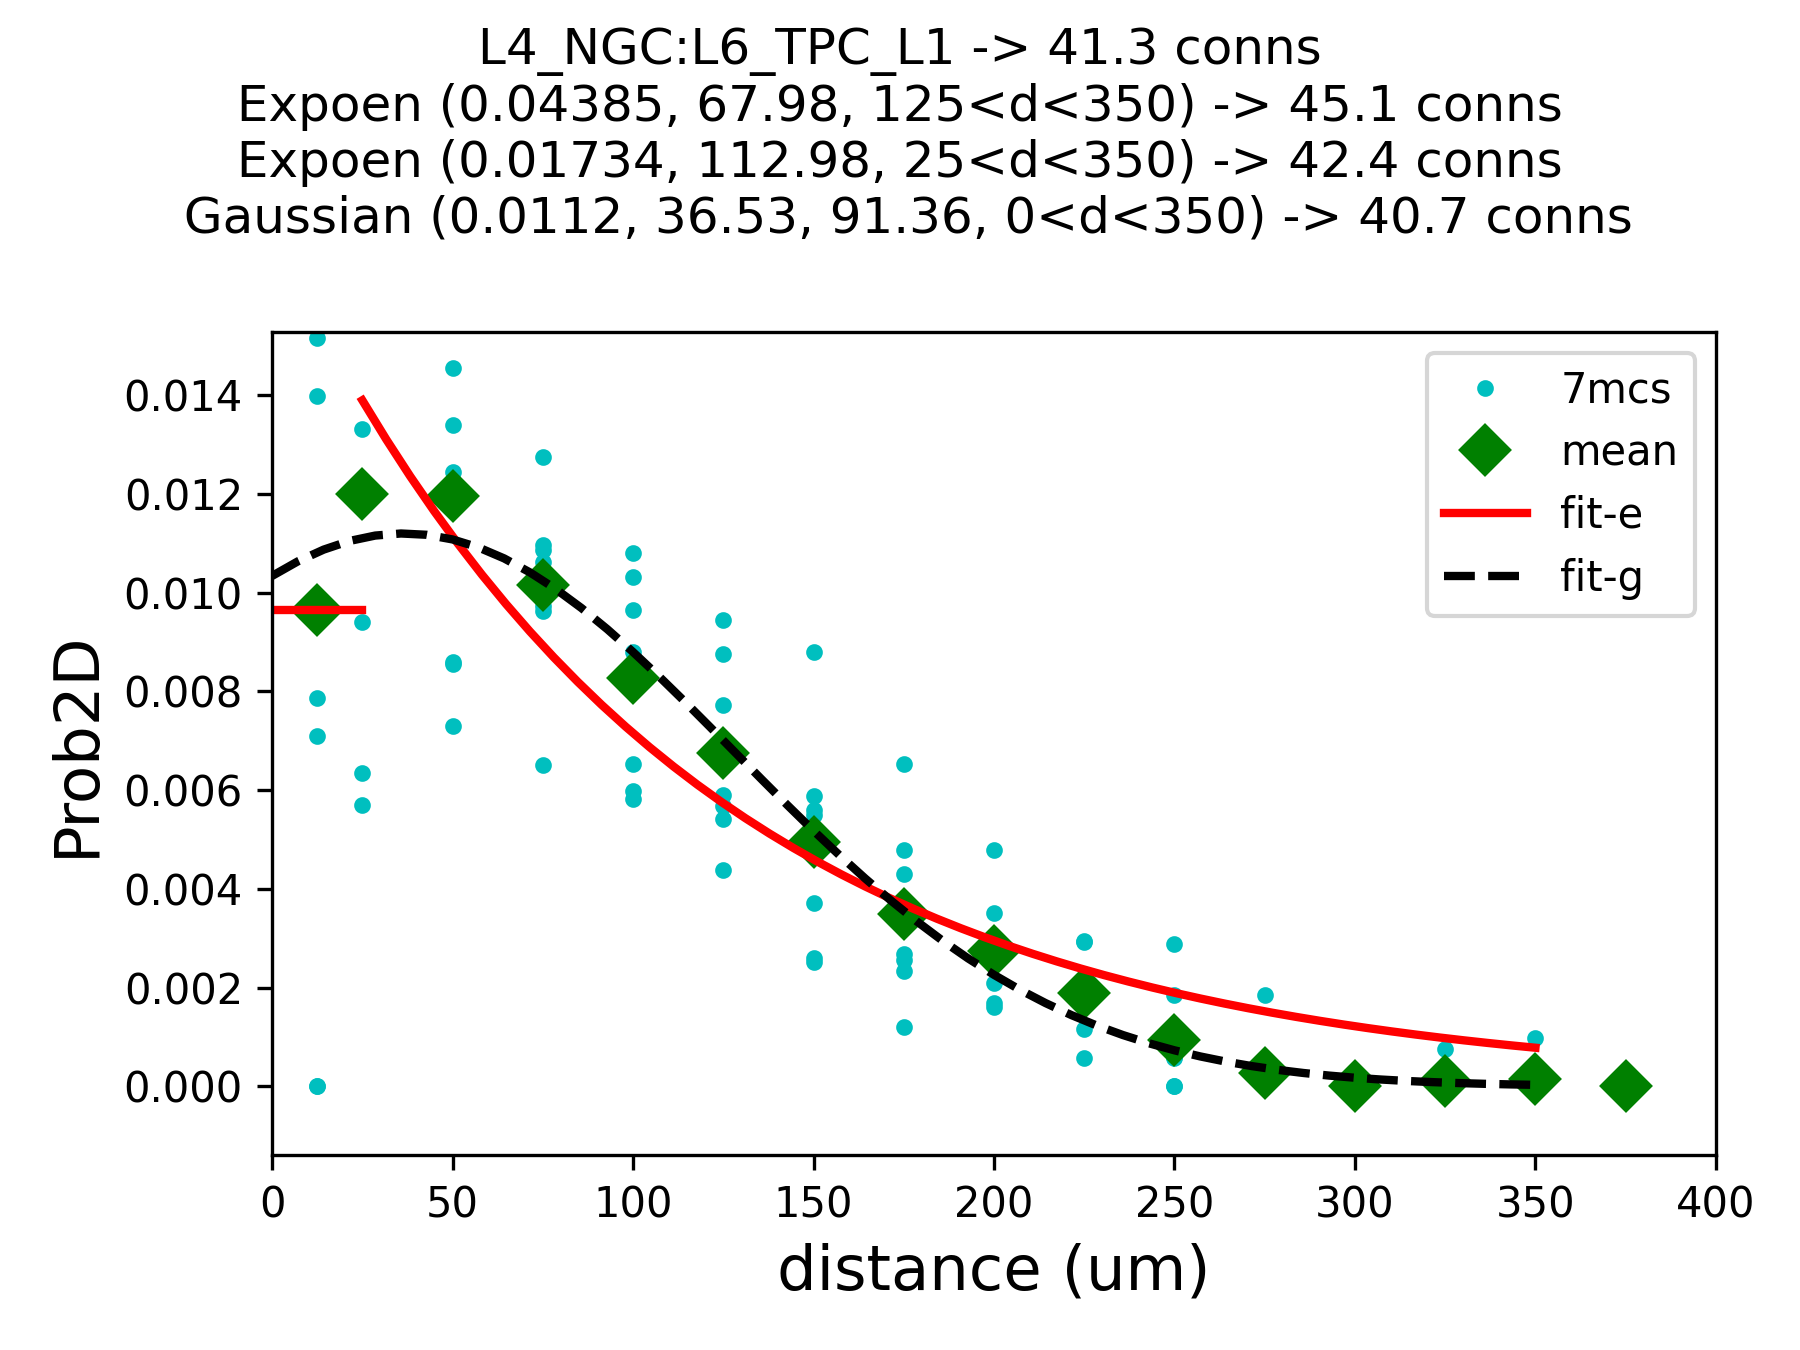 L4_NGC:L6_TPC_L1 -> 41.3 conns
Expoen (0.04385, 67.98, 125<d<350) -> 45.1 conns
Expoen (0.01734, 112.98, 25<d<350) -> 42.4 conns
Gaussian (0.0112, 36.53, 91.36, 0<d<350) -> 40.7 conns
7mcs
mean
fit-e
fit-g
Prob2D
0.014
0.012
0.010
0.008
0.006
0.004
0.002
0.000
0 50 100 150 200 250 300 350 400
distance (um)